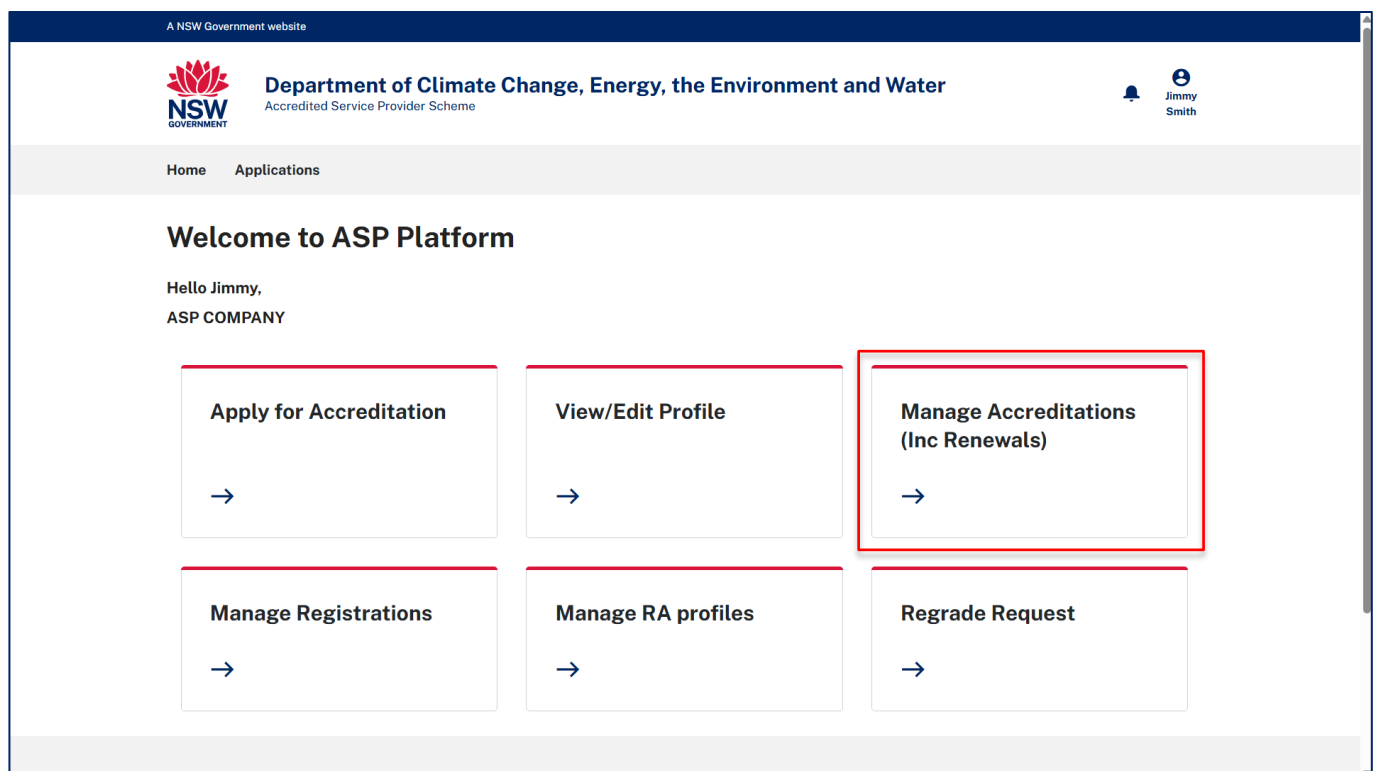 A NSW Government website
NSW
GOVERNMENT
Department of Climate Change, Energy, the Environment and Water
Accredited Service Provider Scheme
Jimmy
Smith
Home Applications
Welcome to ASP Platform
Hello Jimmy,
ASP COMPANY
Apply for Accreditation
View/Edit Profile
Manage Accreditations
(Inc Renewals)
Manage Registrations
Manage RA profiles
Regrade Request